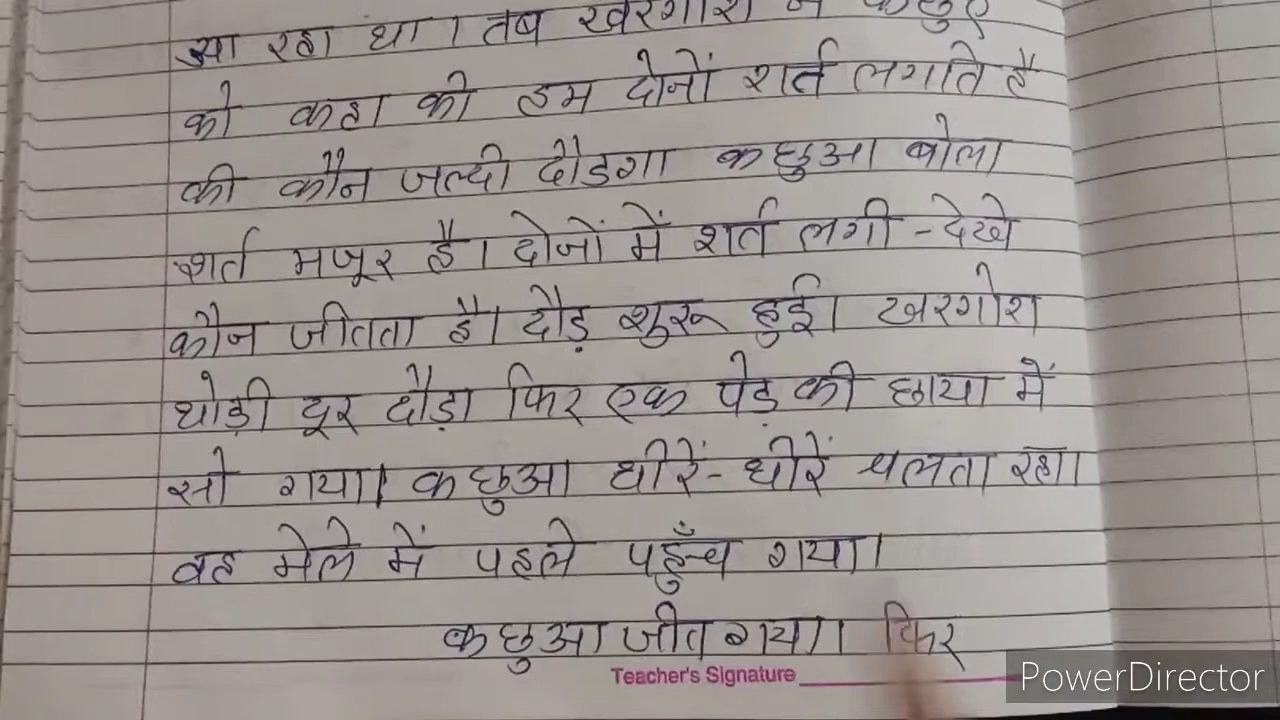 आ रहा था। तब खरगोश ने कछुए
को कहा की हम दोनों शर्त लगाते है
की कौन जल्दी दौडेगा कछुआ बोला
शर्त मजूर है। दोनों में शर्त लगी -देखे
कौन जीतता है। दौड़ शुरू हुई। खरगोश
थोड़ी दूर दौड़ा फिर एक पेड़ की छाया में
सो गया। कछुआ धीरें-धीरें चलता रहा।
वह मेले में पहले पहुँच गया।
कछुआ जीत गया। फिर
Teacher's Signature
PowerDirector